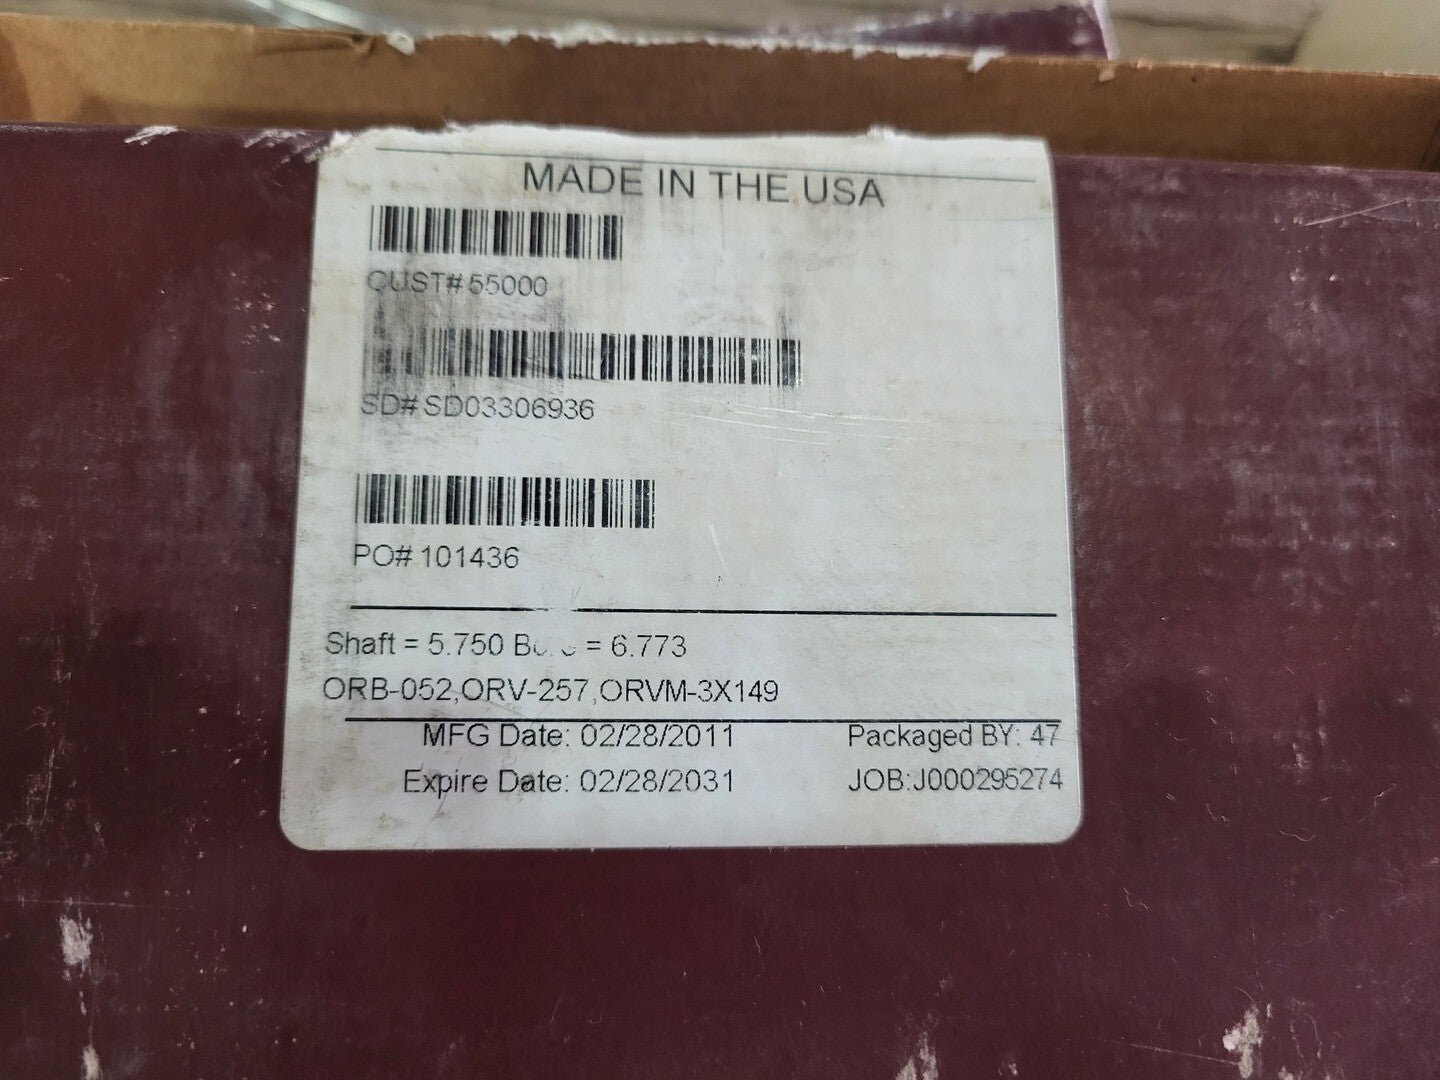 MADE IN THE USA
CUST# 55000
SD# SD03306936
PO# 101436
Shaft = 5.750 = 6.773
ORB-052,ORV-257,ORVM-3X149
MFG Date: 02/28/2011 Packaged BY: 47
Expire Date: 02/28/2031 JOB:J000295274